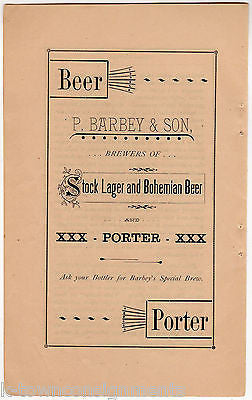 Beer
P. BARBEY & SON,
... BREWERS OF ...
Stock Lager and Bohemian Beer
... AND ...
XXX - PORTER - XXX
Ask your Bottler for Barbey's Special Brew.
Porter